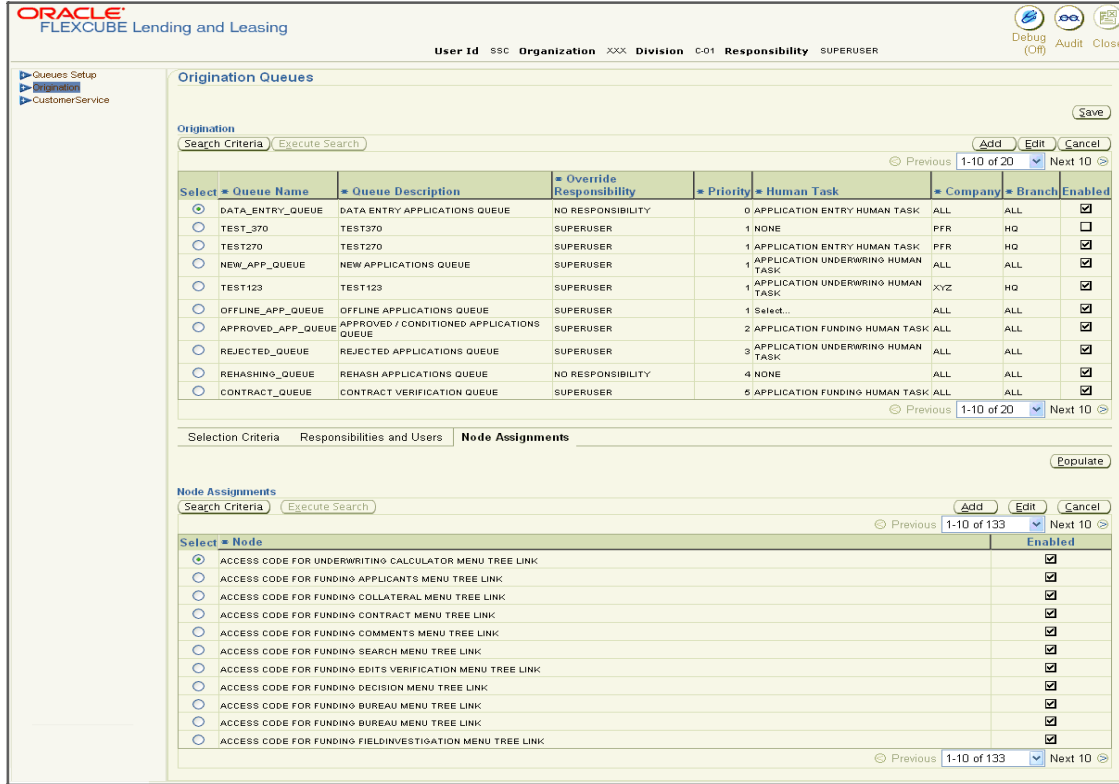 ORACLE
FLEXCUBE Lending and Leasing
Debug (Off) Audit Close
User Id SSC Organization XXX Division C-01 Responsibility SUPERUSER
Queues Setup
Origination
CustomerService
Origination Queues
Save
Origination
Search Criteria Execute Search Add Edit Cancel
Previous 1-10 of 20 Next 10
Select * Queue Name * Queue Description * Override Responsibility * Priority * Human Task * Company * Branch Enabled
DATA_ENTRY_QUEUE DATA ENTRY APPLICATIONS QUEUE NO RESPONSIBILITY 0 APPLICATION ENTRY HUMAN TASK ALL ALL
TEST_370 TEST370 SUPERUSER 1 NONE PFR HQ
TEST270 TEST270 SUPERUSER 1 APPLICATION ENTRY HUMAN TASK PFR HQ
NEW_APP_QUEUE NEW APPLICATIONS QUEUE SUPERUSER 1 APPLICATION UNDERWRING HUMAN TASK ALL ALL
TEST123 TEST123 SUPERUSER 1 APPLICATION UNDERWRING HUMAN TASK XYZ HQ
OFFLINE_APP_QUEUE OFFLINE APPLICATIONS QUEUE SUPERUSER 1 Select... ALL ALL
APPROVED_APP_QUEUE APPROVED / CONDITIONED APPLICATIONS QUEUE SUPERUSER 2 APPLICATION FUNDING HUMAN TASK ALL ALL
REJECTED_QUEUE REJECTED APPLICATIONS QUEUE SUPERUSER 3 APPLICATION UNDERWRING HUMAN TASK ALL ALL
REHASHING_QUEUE REHASH APPLICATIONS QUEUE NO RESPONSIBILITY 4 NONE ALL ALL
CONTRACT_QUEUE CONTRACT VERIFICATION QUEUE SUPERUSER 5 APPLICATION FUNDING HUMAN TASK ALL ALL
Previous 1-10 of 20 Next 10
Selection Criteria Responsibilities and Users Node Assignments
Populate
Node Assignments
Search Criteria Execute Search Add Edit Cancel
Previous 1-10 of 133 Next 10
Select * Node Enabled
ACCESS CODE FOR UNDERWRITING CALCULATOR MENU TREE LINK
ACCESS CODE FOR FUNDING APPLICANTS MENU TREE LINK
ACCESS CODE FOR FUNDING COLLATERAL MENU TREE LINK
ACCESS CODE FOR FUNDING CONTRACT MENU TREE LINK
ACCESS CODE FOR FUNDING COMMENTS MENU TREE LINK
ACCESS CODE FOR FUNDING SEARCH MENU TREE LINK
ACCESS CODE FOR FUNDING EDITS VERIFICATION MENU TREE LINK
ACCESS CODE FOR FUNDING DECISION MENU TREE LINK
ACCESS CODE FOR FUNDING BUREAU MENU TREE LINK
ACCESS CODE FOR FUNDING BUREAU MENU TREE LINK
ACCESS CODE FOR FUNDING FIELDINVESTIGATION MENU TREE LINK
Previous 1-10 of 133 Next 10